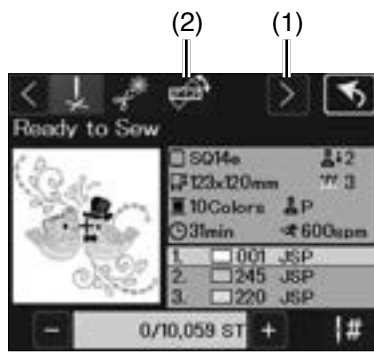 (2) (1)
Ready to Sew
SQ14e 2
123x120mm 3
10Colors P
31min 600spm
1. 001 JSP
2. 245 JSP
3. 220 JSP
- 0/10,059 ST + #